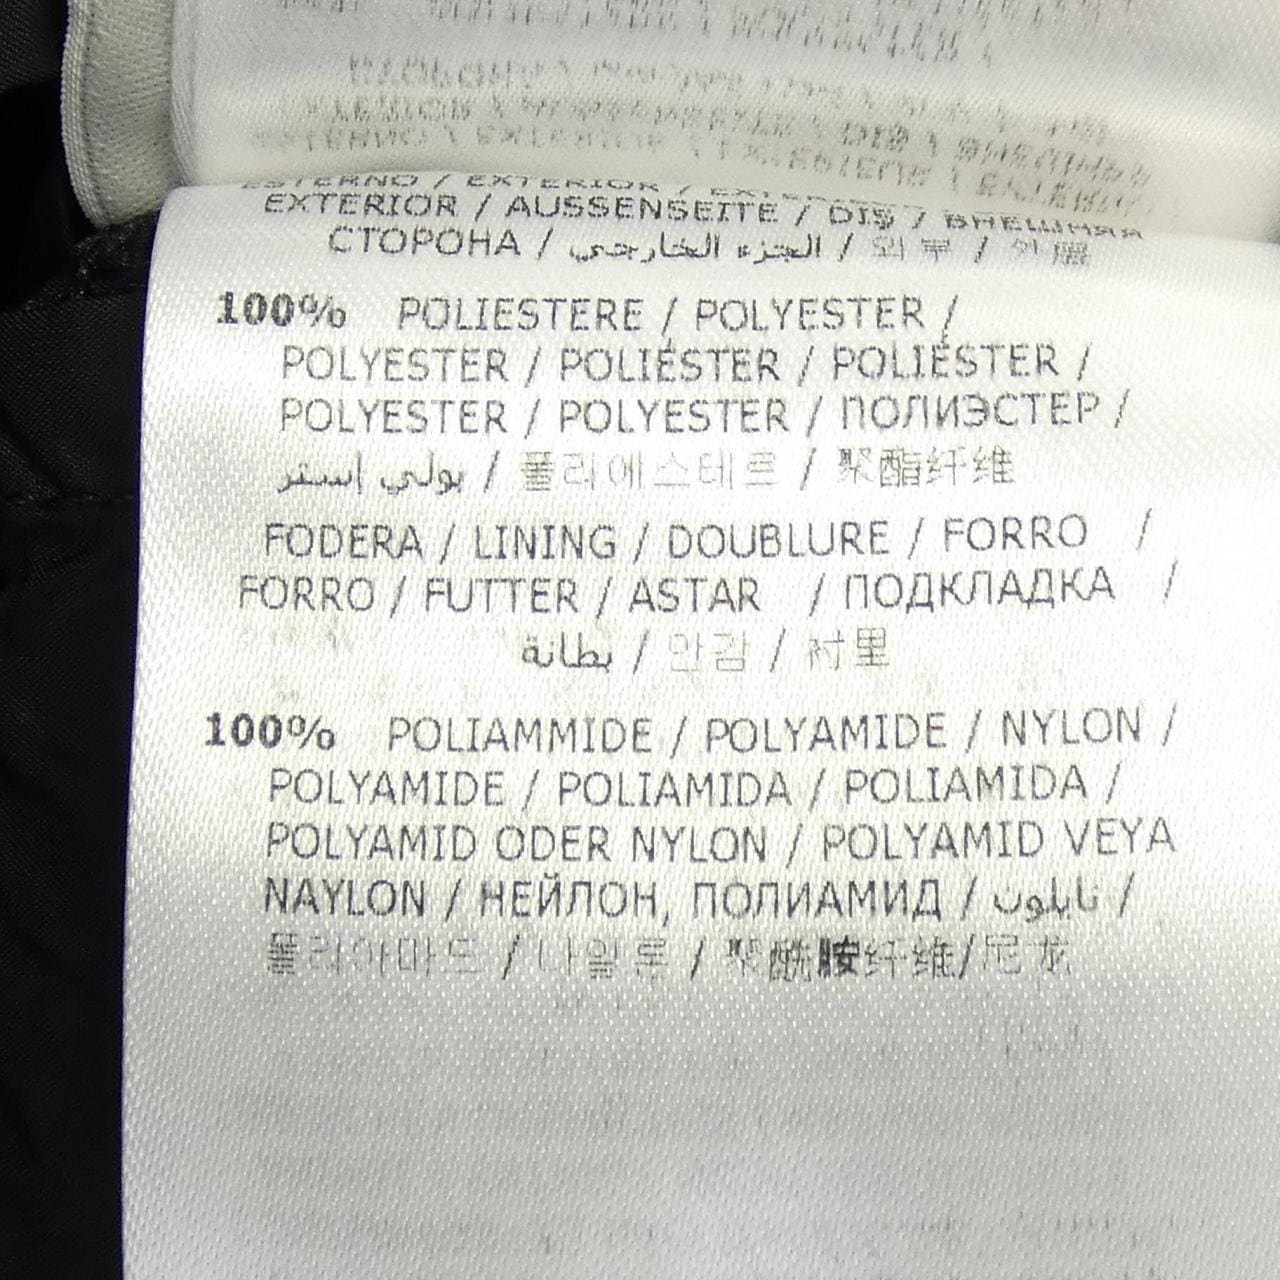 ESTERNO / EXTERIOR /
EXTERIOR / AUSSENSEITE / DIŞ / ВНЕШНЯЯ
СТОРОНА / الجزء الخارجي / 외부 / 外層
100% POLIESTERE / POLYESTER /
POLYESTER / POLIÉSTER / POLIÉSTER /
POLYESTER / POLYESTER / ПОЛИЭСТЕР /
بولي إستر / 폴리에스테르 / 聚酯纤维
FODERA / LINING / DOUBLURE / FORRO /
FORRO / FUTTER / ASTAR / ПОДКЛАДКА /
بطانة / 안감 / 衬里
100% POLIAMMIDE / POLYAMIDE / NYLON /
POLYAMIDE / POLIAMIDA / POLIAMIDA /
POLYAMID ODER NYLON / POLYAMID VEYA
NAYLON / НЕЙЛОН, ПОЛИАМИД / نايلون /
폴리아마드 / 나일론 / 聚酰胺纤维/尼龙